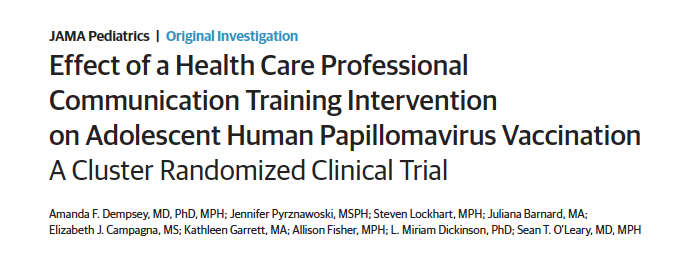 JAMA Pediatrics | Original Investigation
Effect of a Health Care Professional
Communication Training Intervention
on Adolescent Human Papillomavirus Vaccination
A Cluster Randomized Clinical Trial
Amanda F. Dempsey, MD, PhD, MPH; Jennifer Pyrznawoski, MSPH; Steven Lockhart, MPH; Juliana Barnard, MA;
Elizabeth J. Campagna, MS; Kathleen Garrett, MA; Allison Fisher, MPH; L. Miriam Dickinson, PhD; Sean T. O'Leary, MD, MPH